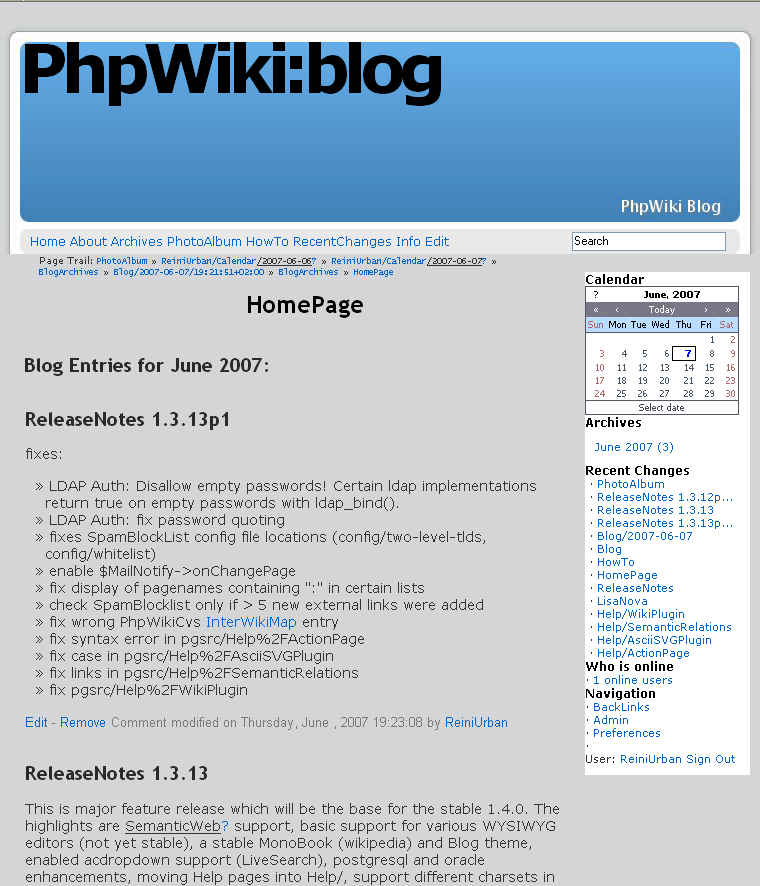 PhpWiki:blog
PhpWiki Blog
Home About Archives PhotoAlbum HowTo RecentChanges Info Edit
Search
Page Trail: PhotoAlbum » ReiniUrban/Calendar/2007-06-06? » ReiniUrban/Calendar/2007-06-07? »
BlogArchives » Blog/2007-06-07/19:21:51+02:00 » BlogArchives » HomePage
HomePage
Blog Entries for June 2007:
ReleaseNotes 1.3.13p1
fixes:
» LDAP Auth: Disallow empty passwords! Certain ldap implementations
return true on empty passwords with ldap_bind().
» LDAP Auth: fix password quoting
» fixes SpamBlockList config file locations (config/two-level-tlds,
config/whitelist)
» enable $MailNotify->onChangePage
» fix display of pagenames containing ":" in certain lists
» check SpamBlocklist only if > 5 new external links were added
» fix wrong PhpWikiCvs InterWikiMap entry
» fix syntax error in pgsrc/Help%2FActionPage
» fix case in pgsrc/Help%2FAsciiSVGPlugin
» fix links in pgsrc/Help%2FSemanticRelations
» fix pgsrc/Help%2FWikiPlugin
Edit - Remove Comment modified on Thursday, June , 2007 19:23:08 by ReiniUrban
ReleaseNotes 1.3.13
This is major feature release which will be the base for the stable 1.4.0. The
highlights are SemanticWeb? support, basic support for various WYSIWYG
editors (not yet stable), a stable MonoBook (wikipedia) and Blog theme,
enabled acdropdown support (LiveSearch), postgresql and oracle
enhancements, moving Help pages into Help/, support different charsets in
Calendar
? June, 2007
« ‹ Today › »
Sun Mon Tue Wed Thu Fri Sat
1 2
3 4 5 6 7 8 9
10 11 12 13 14 15 16
17 18 19 20 21 22 23
24 25 26 27 28 29 30
Select date
Archives
June 2007 (3)
Recent Changes
· PhotoAlbum
· ReleaseNotes 1.3.12p...
· ReleaseNotes 1.3.13
· ReleaseNotes 1.3.13p...
· Blog/2007-06-07
· Blog
· HowTo
· HomePage
· ReleaseNotes
· LisaNova
· Help/WikiPlugin
· Help/SemanticRelations
· Help/AsciiSVGPlugin
· Help/ActionPage
Who is online
· 1 online users
Navigation
· BackLinks
· Admin
· Preferences
·
User: ReiniUrban Sign Out